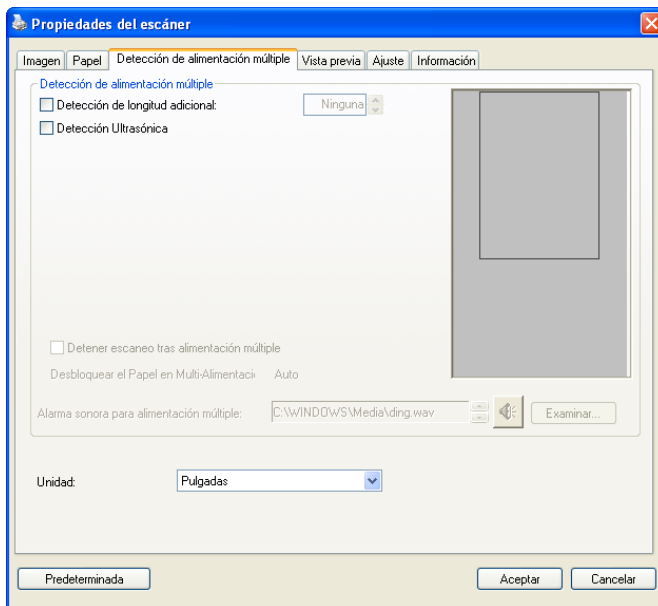 Propiedades del escáner
Imagen Papel Detección de alimentación múltiple Vista previa Ajuste Información
Detección de alimentación múltiple
Detección de longitud adicional: Ninguna
Detección Ultrasónica
Detener escaneo tras alimentación múltiple
Desbloquear el Papel en Multi-Alimentaci Auto
Alarma sonora para alimentación múltiple: C:\WINDOWS\Media\ding.wav Examinar...
Unidad: Pulgadas
Predeterminada Aceptar Cancelar